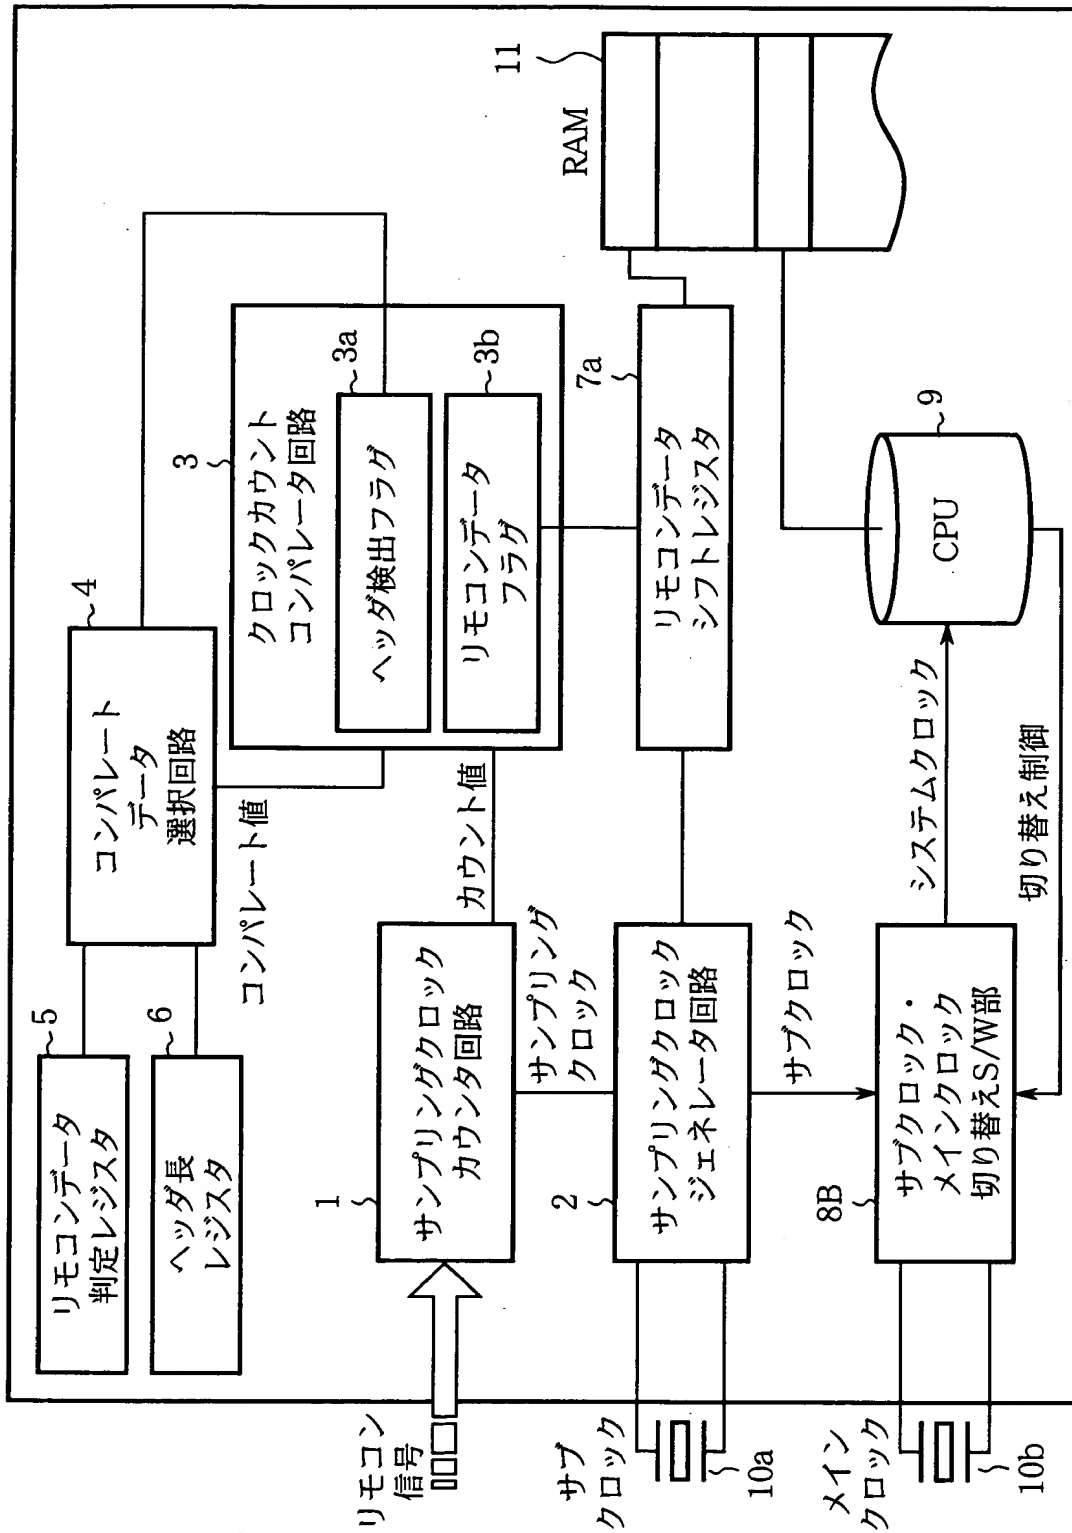 リモコンデータ
判定レジスタ
5
ヘッダ長
レジスタ
6
コンパレート
データ
選択回路
4
コンパレート値
3
クロックカウント
コンパレータ回路
ヘッダ検出フラグ
3a
リモコンデータ
フラグ
3b
リモコン
信号
1
サンプリングクロック
カウンタ回路
カウント値
サンプリング
クロック
サブ
クロック
10a
2
サンプリングクロック
ジェネレータ回路
サブクロック
リモコンデータ
シフトレジスタ
7a
RAM
11
メイン
クロック
10b
8B
サブクロック・
メインクロック
切り替えS/W部
システムクロック
切り替え制御
CPU
9